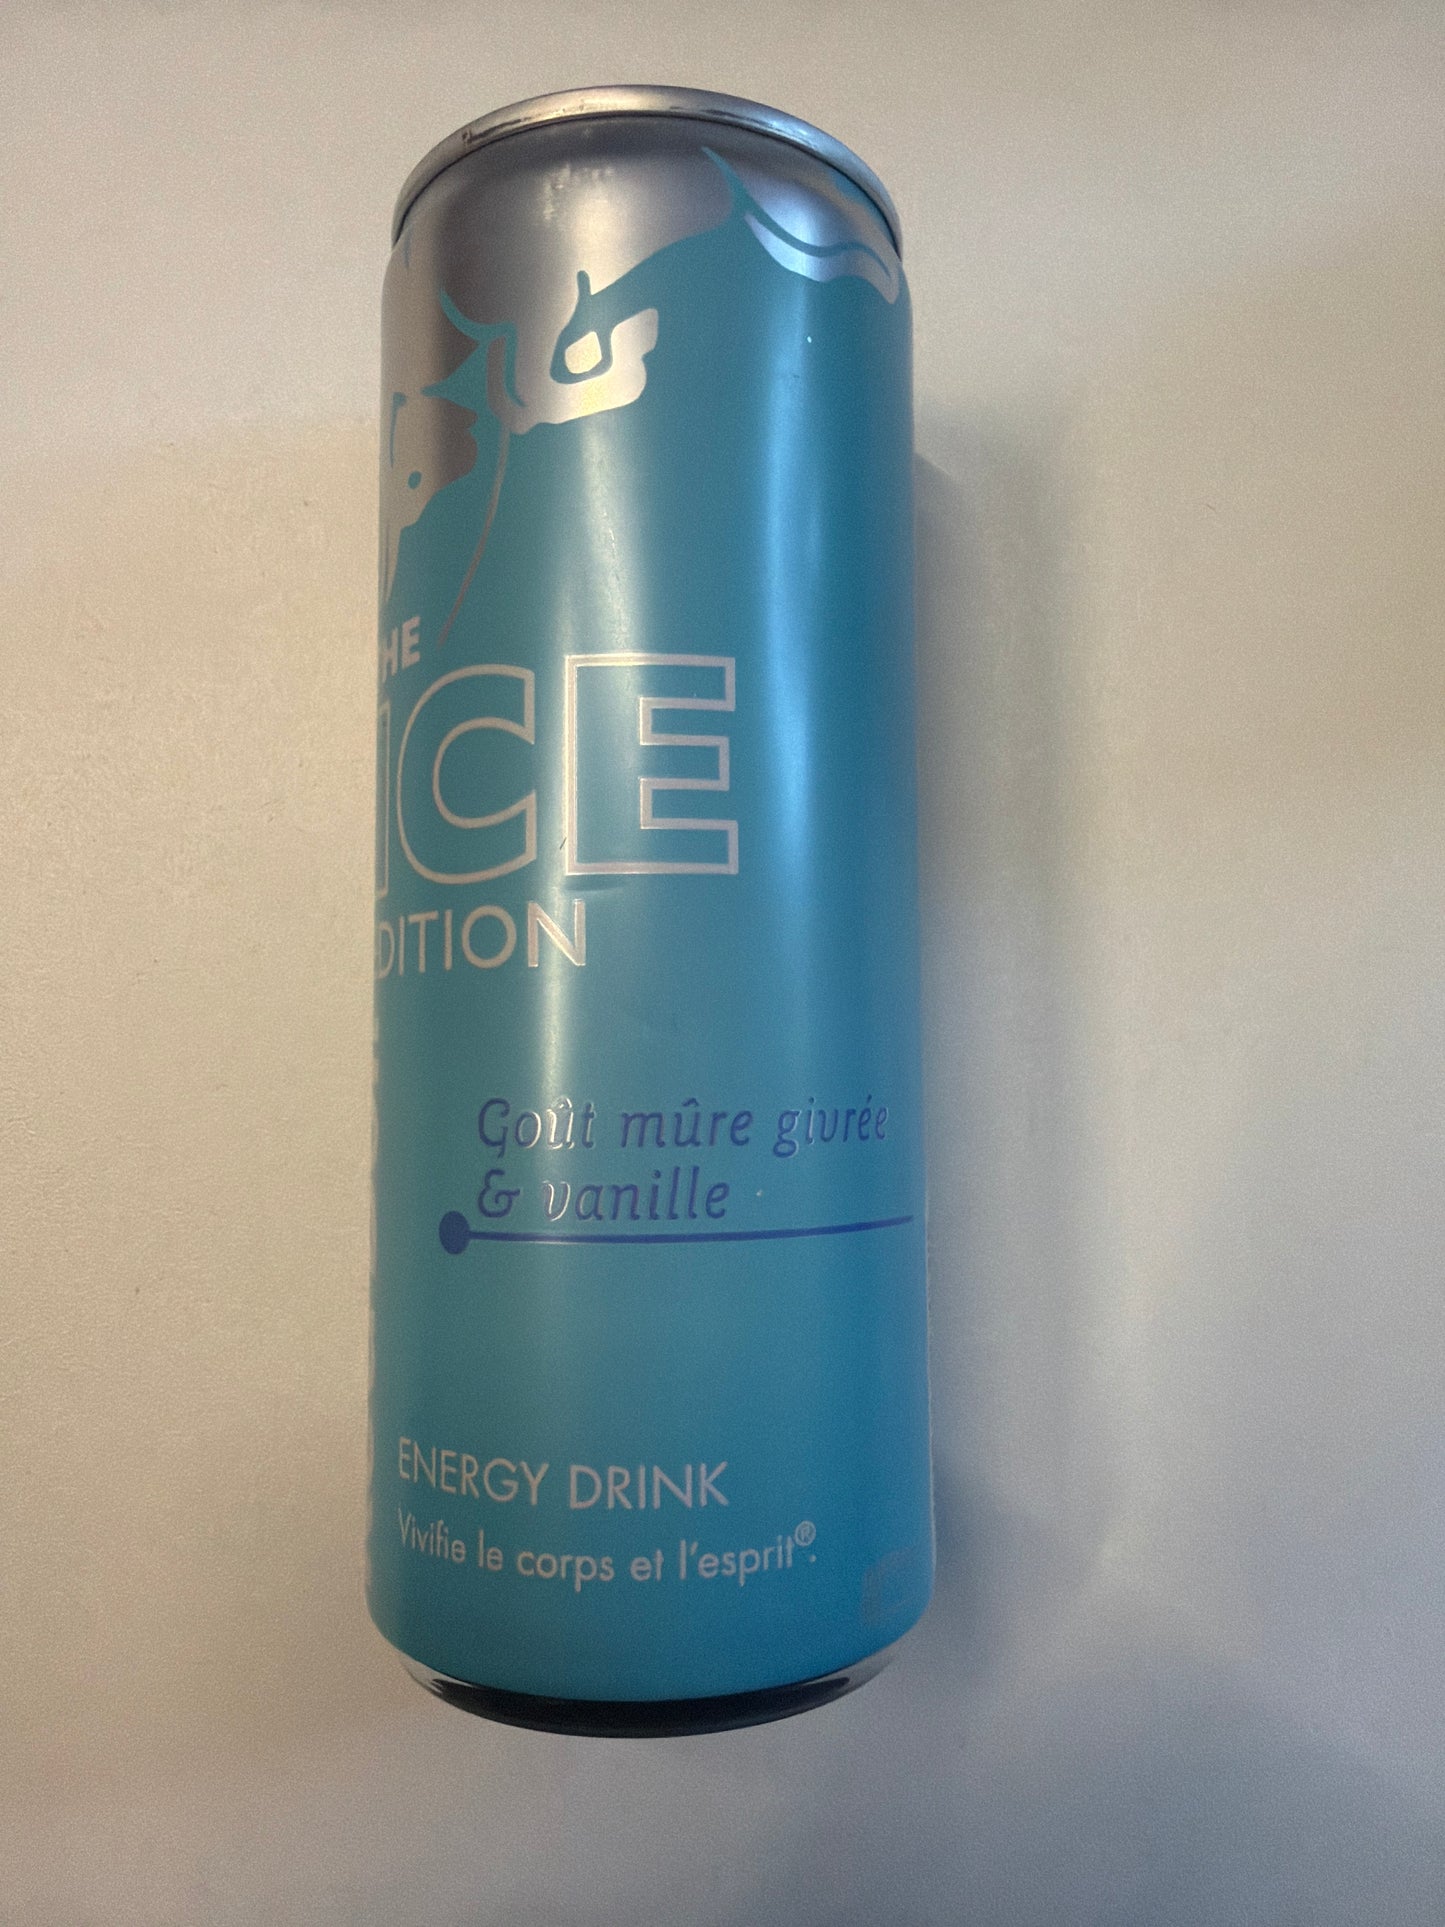 HE
ICE
DITION
Goût mûre givrée
& vanille
ENERGY DRINK
Vivifie le corps et l'esprit®.